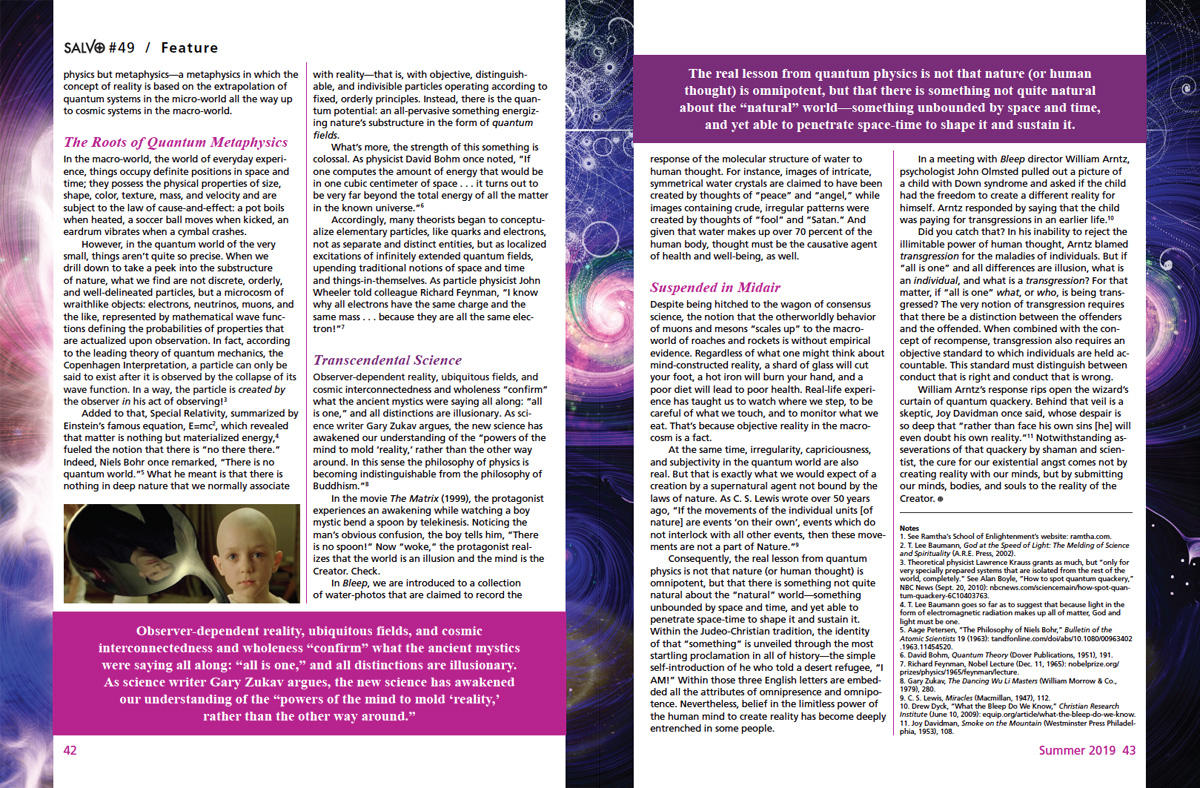 SALVO #49 / Feature
physics but metaphysics—a metaphysics in which the
concept of reality is based on the extrapolation of
quantum systems in the micro-world all the way up
to cosmic systems in the macro-world.
The Roots of Quantum Metaphysics
In the macro-world, the world of everyday experi-
ence, things occupy definite positions in space and
time; they possess the physical properties of size,
shape, color, texture, mass, and velocity and are
subject to the law of cause-and-effect: a pot boils
when heated, a soccer ball moves when kicked, an
eardrum vibrates when a cymbal crashes.
However, in the quantum world of the very
small, things aren't quite so precise. When we
drill down to take a peek into the substructure
of nature, what we find are not discrete, orderly,
and well-delineated particles, but a microcosm of
wraithlike objects: electrons, neutrinos, muons, and
the like, represented by mathematical wave func-
tions defining the probabilities of properties that
are actualized upon observation. In fact, according
to the leading theory of quantum mechanics, the
Copenhagen Interpretation, a particle can only be
said to exist after it is observed by the collapse of its
wave function. In a way, the particle is created by
the observer in his act of observing!3
Added to that, Special Relativity, summarized by
Einstein's famous equation, E=mc², which revealed
that matter is nothing but materialized energy,4
fueled the notion that there is "no there there."
Indeed, Niels Bohr once remarked, "There is no
quantum world."5 What he meant is that there is
nothing in deep nature that we normally associate
with reality—that is, with objective, distinguish-
able, and indivisible particles operating according to
fixed, orderly principles. Instead, there is the quan-
tum potential: an all-pervasive something energiz-
ing nature's substructure in the form of quantum
fields.
What's more, the strength of this something is
colossal. As physicist David Bohm once noted, "If
one computes the amount of energy that would be
in one cubic centimeter of space . . . it turns out to
be very far beyond the total energy of all the matter
in the known universe."6
Accordingly, many theorists began to conceptu-
alize elementary particles, like quarks and electrons,
not as separate and distinct entities, but as localized
excitations of infinitely extended quantum fields,
upending traditional notions of space and time
and things-in-themselves. As particle physicist John
Wheeler told colleague Richard Feynman, "I know
why all electrons have the same charge and the
same mass . . . because they are all the same elec-
tron!"7
Transcendental Science
Observer-dependent reality, ubiquitous fields, and
cosmic interconnectedness and wholeness "confirm"
what the ancient mystics were saying all along: "all
is one," and all distinctions are illusionary. As sci-
ence writer Gary Zukav argues, the new science has
awakened our understanding of the "powers of the
mind to mold 'reality,' rather than the other way
around. In this sense the philosophy of physics is
becoming indistinguishable from the philosophy of
Buddhism."8
In the movie The Matrix (1999), the protagonist
experiences an awakening while watching a boy
mystic bend a spoon by telekinesis. Noticing the
man's obvious confusion, the boy tells him, "There
is no spoon!" Now "woke," the protagonist real-
izes that the world is an illusion and the mind is the
Creator. Check.
In Bleep, we are introduced to a collection
of water-photos that are claimed to record the
Observer-dependent reality, ubiquitous fields, and cosmic
interconnectedness and wholeness "confirm" what the ancient mystics
were saying all along: "all is one," and all distinctions are illusionary.
As science writer Gary Zukav argues, the new science has awakened
our understanding of the "powers of the mind to mold 'reality,'
rather than the other way around."
42
The real lesson from quantum physics is not that nature (or human
thought) is omnipotent, but that there is something not quite natural
about the "natural" world—something unbounded by space and time,
and yet able to penetrate space-time to shape it and sustain it.
response of the molecular structure of water to
human thought. For instance, images of intricate,
symmetrical water crystals are claimed to have been
created by thoughts of "peace" and "angel," while
images containing crude, irregular patterns were
created by thoughts of "fool" and "Satan." And
given that water makes up over 70 percent of the
human body, thought must be the causative agent
of health and well-being, as well.
Suspended in Midair
Despite being hitched to the wagon of consensus
science, the notion that the otherworldly behavior
of muons and mesons "scales up" to the macro-
world of roaches and rockets is without empirical
evidence. Regardless of what one might think about
mind-constructed reality, a shard of glass will cut
your foot, a hot iron will burn your hand, and a
poor diet will lead to poor health. Real-life experi-
ence has taught us to watch where we step, to be
careful of what we touch, and to monitor what we
eat. That's because objective reality in the macro-
cosm is a fact.
At the same time, irregularity, capriciousness,
and subjectivity in the quantum world are also
real. But that is exactly what we would expect of a
creation by a supernatural agent not bound by the
laws of nature. As C. S. Lewis wrote over 50 years
ago, "If the movements of the individual units [of
nature] are events 'on their own', events which do
not interlock with all other events, then these move-
ments are not a part of Nature."9
Consequently, the real lesson from quantum
physics is not that nature (or human thought) is
omnipotent, but that there is something not quite
natural about the "natural" world—something
unbounded by space and time, and yet able to
penetrate space-time to shape it and sustain it.
Within the Judeo-Christian tradition, the identity
of that "something" is unveiled through the most
startling proclamation in all of history—the simple
self-introduction of he who told a desert refugee, "I
AM!" Within those three English letters are embed-
ded all the attributes of omnipresence and omnipo-
tence. Nevertheless, belief in the limitless power of
the human mind to create reality has become deeply
entrenched in some people.
In a meeting with Bleep director William Arntz,
psychologist John Olmsted pulled out a picture of
a child with Down syndrome and asked if the child
had the freedom to create a different reality for
himself. Arntz responded by saying that the child
was paying for transgressions in an earlier life.10
Did you catch that? In his inability to reject the
illimitable power of human thought, Arntz blamed
transgression for the maladies of individuals. But if
"all is one" and all differences are illusion, what is
an individual, and what is a transgression? For that
matter, if "all is one" what, or who, is being trans-
gressed? The very notion of transgression requires
that there be a distinction between the offenders
and the offended. When combined with the con-
cept of recompense, transgression also requires an
objective standard to which individuals are held ac-
countable. This standard must distinguish between
conduct that is right and conduct that is wrong.
William Arntz's response rips open the wizard's
curtain of quantum quackery. Behind that veil is a
skeptic, Joy Davidman once said, whose despair is
so deep that "rather than face his own sins [he] will
even doubt his own reality."11 Notwithstanding as-
severations of that quackery by shaman and scien-
tist, the cure for our existential angst comes not by
creating reality with our minds, but by submitting
our minds, bodies, and souls to the reality of the
Creator.
Notes
1. See Ramtha's School of Enlightenment's website: ramtha.com.
2. T. Lee Baumann, God at the Speed of Light: The Melding of Science
and Spirituality (A.R.E. Press, 2002).
3. Theoretical physicist Lawrence Krauss grants as much, but "only for
very specially prepared systems that are isolated from the rest of the
world, completely." See Alan Boyle, "How to spot quantum quackery,"
NBC News (Sept. 20, 2010): nbcnews.com/sciencemain/how-spot-quan-
tum-quackery-6C10403763.
4. T. Lee Baumann goes so far as to suggest that because light in the
form of electromagnetic radiation makes up all of matter, God and
light must be one.
5. Aage Petersen, "The Philosophy of Niels Bohr," Bulletin of the
Atomic Scientists 19 (1963): tandfonline.com/doi/abs/10.1080/00963402
.1963.11454520.
6. David Bohm, Quantum Theory (Dover Publications, 1951), 191.
7. Richard Feynman, Nobel Lecture (Dec. 11, 1965): nobelprize.org/
prizes/physics/1965/feynman/lecture.
8. Gary Zukav, The Dancing Wu Li Masters (William Morrow & Co.,
1979), 280.
9. C. S. Lewis, Miracles (Macmillan, 1947), 112.
10. Drew Dyck, "What the Bleep Do We Know," Christian Research
Institute (June 10, 2009): equip.org/article/what-the-bleep-do-we-know.
11. Joy Davidman, Smoke on the Mountain (Westminster Press Philadel-
phia, 1953), 108.
Summer 2019 43